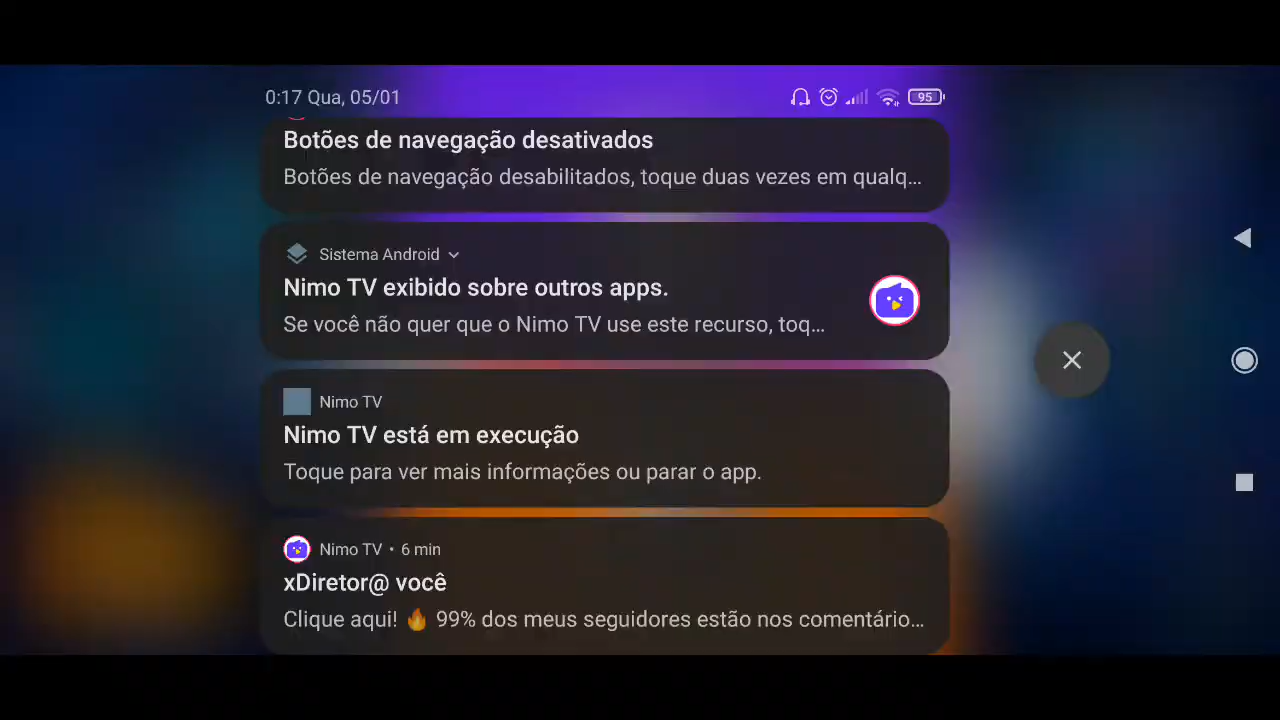 0:17 Qua, 05/01
95
Botões de navegação desativados
Botões de navegação desabilitados, toque duas vezes em qualq...
Sistema Android
Nimo TV exibido sobre outros apps.
Se você não quer que o Nimo TV use este recurso, toq...
Nimo TV
Nimo TV está em execução
Toque para ver mais informações ou parar o app.
Nimo TV • 6 min
xDiretor@ você
Clique aqui! 🔥 99% dos meus seguidores estão nos comentário...